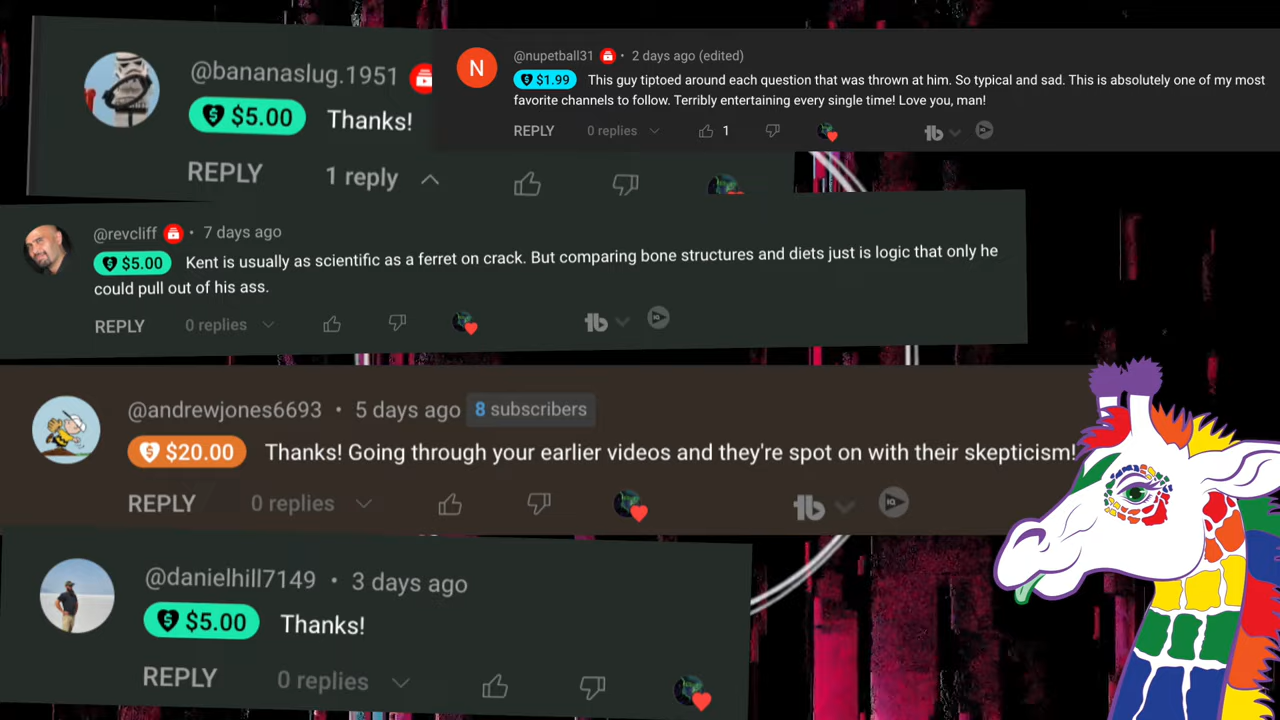 @bananaslug.1951
$5.00 Thanks!
REPLY 1 reply
N
@nupetball31 • 2 days ago (edited)
$1.99 This guy tiptoed around each question that was thrown at him. So typical and sad. This is absolutely one of my most
favorite channels to follow. Terribly entertaining every single time! Love you, man!
REPLY 0 replies 1
@revcliff • 7 days ago
$5.00 Kent is usually as scientific as a ferret on crack. But comparing bone structures and diets just is logic that only he
could pull out of his ass.
REPLY 0 replies
@andrewjones6693 • 5 days ago 8 subscribers
$20.00 Thanks! Going through your earlier videos and they're spot on with their skepticism!
REPLY 0 replies
@danielhill7149 • 3 days ago
$5.00 Thanks!
REPLY 0 replies